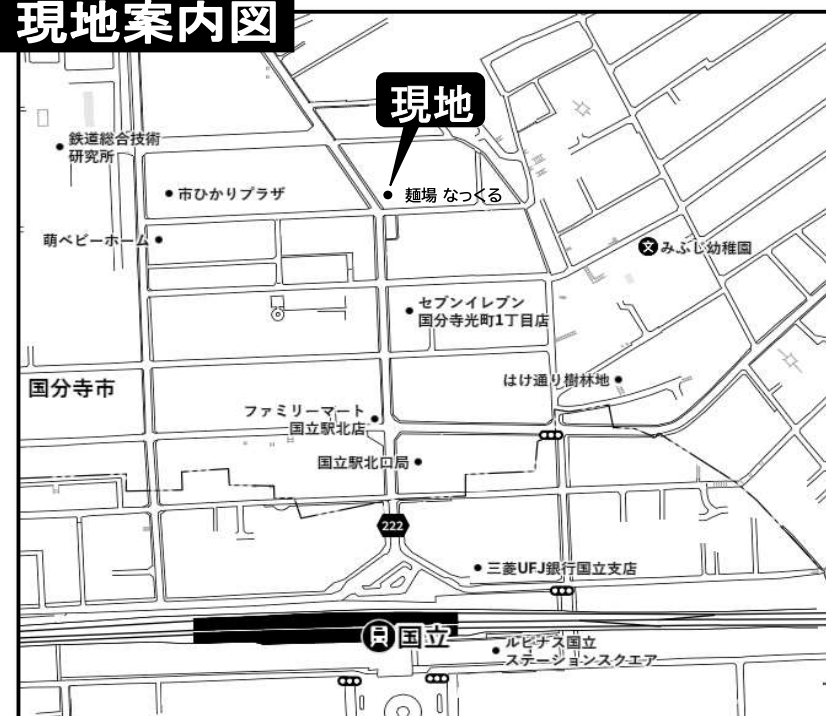 現地案内図
現地
鉄道総合技術
研究所
市ひかりプラザ
麺場 なっくる
萌ベビーホーム
みふじ幼稚園
セブンイレブン
国分寺光町1丁目店
はけ通り樹林地
国分寺市
ファミリーマート
国立駅北店
国立駅北口局
222
三菱UFJ銀行国立支店
国立
ルピナス国立
ステーションスクエア